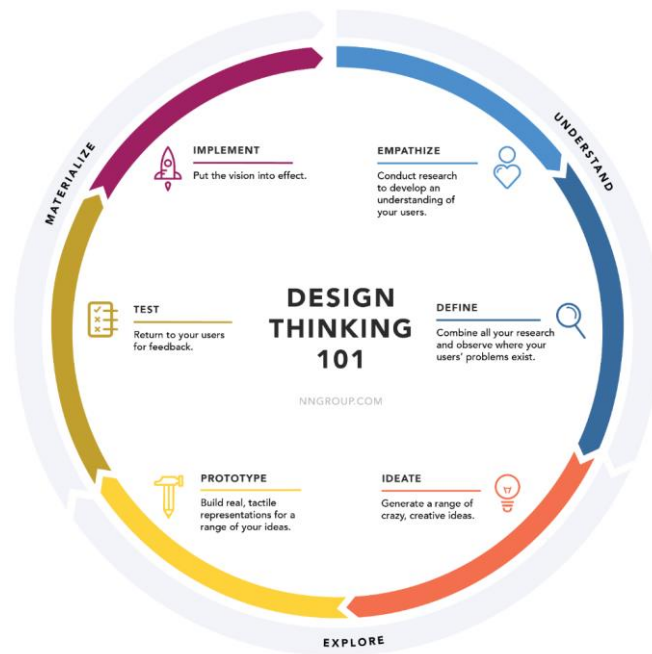 DESIGN
THINKING
101
NNGROUP.COM
UNDERSTAND
EMPATHIZE
Conduct research
to develop an
understanding of
your users.
DEFINE
Combine all your research
and observe where your
users' problems exist.
EXPLORE
IDEATE
Generate a range of
crazy, creative ideas.
PROTOTYPE
Build real, tactile
representations for a
range of your ideas.
MATERIALIZE
TEST
Return to your users
for feedback.
IMPLEMENT
Put the vision into effect.